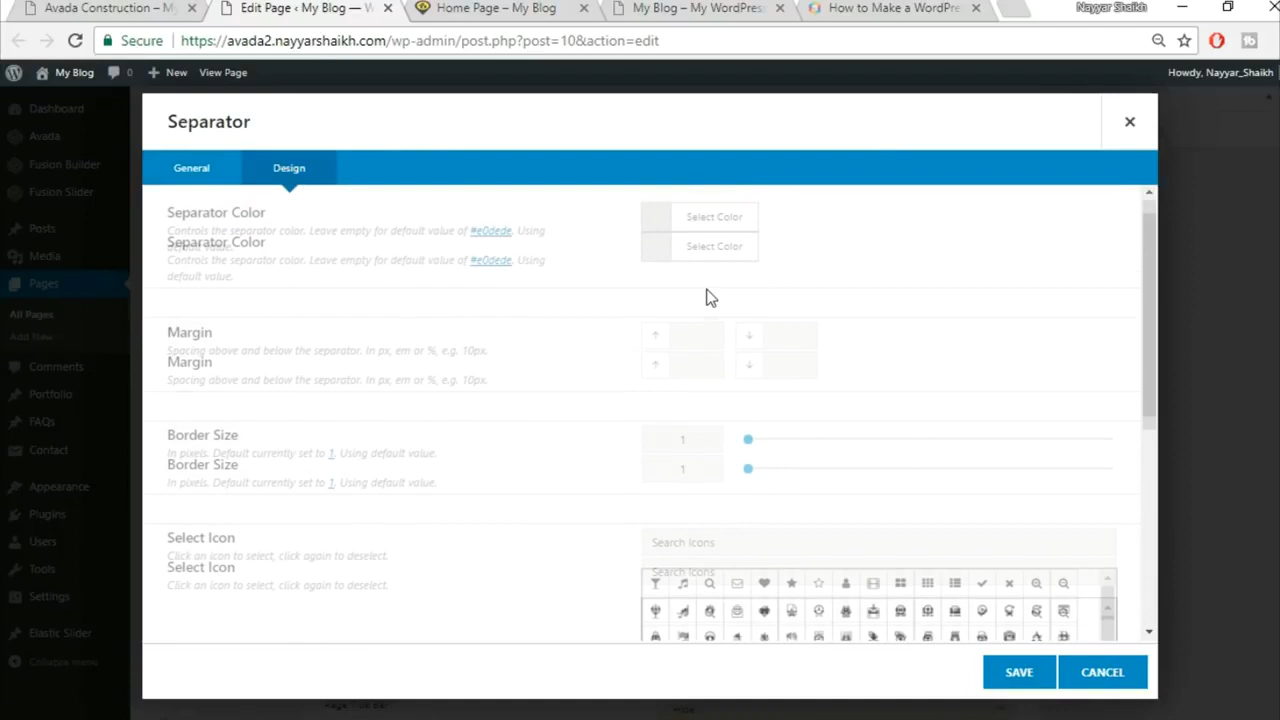 Avada Construction – My
Edit Page ‹ My Blog — W
Home Page – My Blog
My Blog – My WordPress
How to Make a WordPre
Nayyar Shaikh
Secure
https://avada2.nayyarshaikh.com/wp-admin/post.php?post=10&action=edit
My Blog
0
New
View Page
Howdy, Nayyar_Shaikh
Dashboard
Avada
Fusion Builder
Fusion Slider
Posts
Media
Pages
All Pages
Add New
Comments
Portfolio
FAQs
Contact
Appearance
Plugins
Users
Tools
Settings
Elastic Slider
Collapse menu
Separator
General
Design
Separator Color
Select Color
Controls the separator color. Leave empty for default value of #e0dede. Using
default value.
Separator Color
Select Color
Controls the separator color. Leave empty for default value of #e0dede. Using
default value.
Margin
Spacing above and below the separator. In px, em or %, e.g. 10px.
Margin
Spacing above and below the separator. In px, em or %, e.g. 10px.
Border Size
1
In pixels. Default currently set to 1. Using default value.
Border Size
1
In pixels. Default currently set to 1. Using default value.
Select Icon
Search Icons
Click an icon to select, click again to deselect.
Select Icon
Search Icons
Click an icon to select, click again to deselect.
SAVE
CANCEL